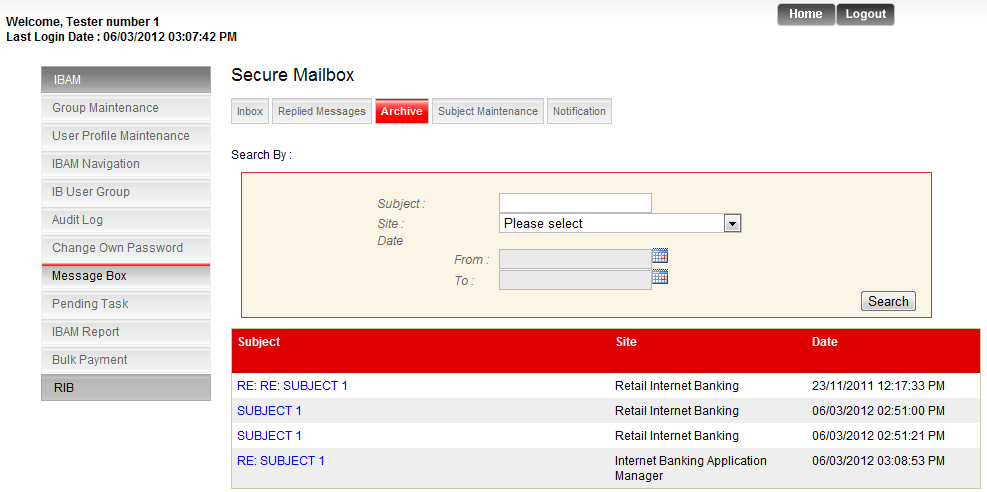 Home Logout
Welcome, Tester number 1
Last Login Date : 06/03/2012 03:07:42 PM
IBAM
Group Maintenance
User Profile Maintenance
IBAM Navigation
IB User Group
Audit Log
Change Own Password
Message Box
Pending Task
IBAM Report
Bulk Payment
RIB
Secure Mailbox
Inbox Replied Messages Archive Subject Maintenance Notification
Search By :
Subject :
Site : Please select
Date
From :
To :
Search
Subject Site Date
RE: RE: SUBJECT 1 Retail Internet Banking 23/11/2011 12:17:33 PM
SUBJECT 1 Retail Internet Banking 06/03/2012 02:51:00 PM
SUBJECT 1 Retail Internet Banking 06/03/2012 02:51:21 PM
RE: SUBJECT 1 Internet Banking Application 06/03/2012 03:08:53 PM
Manager